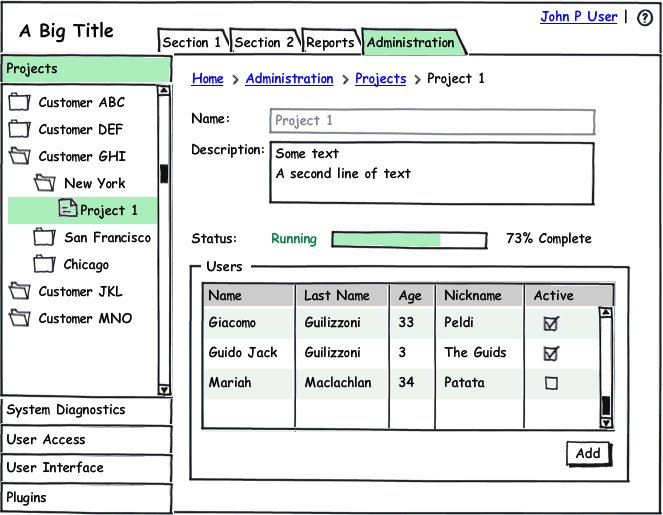 John P User | ?
A Big Title
Section 1 Section 2 Reports Administration
Projects
Customer ABC
Customer DEF
Customer GHI
New York
Project 1
San Francisco
Chicago
Customer JKL
Customer MNO
System Diagnostics
User Access
User Interface
Plugins
Home > Administration > Projects > Project 1
Name: Project 1
Description: Some text
A second line of text
Status: Running 73% Complete
Users
Name Last Name Age Nickname Active
Giacomo Guilizzoni 33 Peldi
Guido Jack Guilizzoni 3 The Guids
Mariah Maclachlan 34 Patata
Add